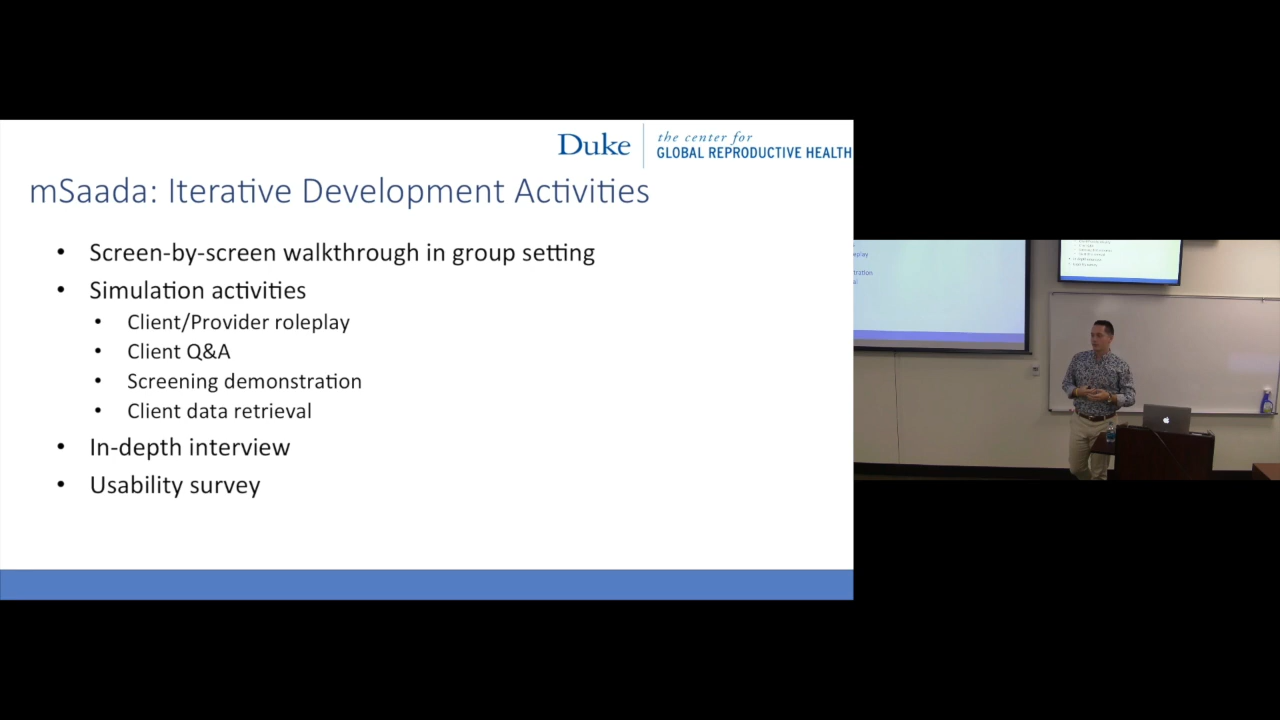 Duke
the center for
GLOBAL REPRODUCTIVE HEALTH
mSaada: Iterative Development Activities
• Screen-by-screen walkthrough in group setting
• Simulation activities
• Client/Provider roleplay
• Client Q&A
• Screening demonstration
• Client data retrieval
• In-depth interview
• Usability survey